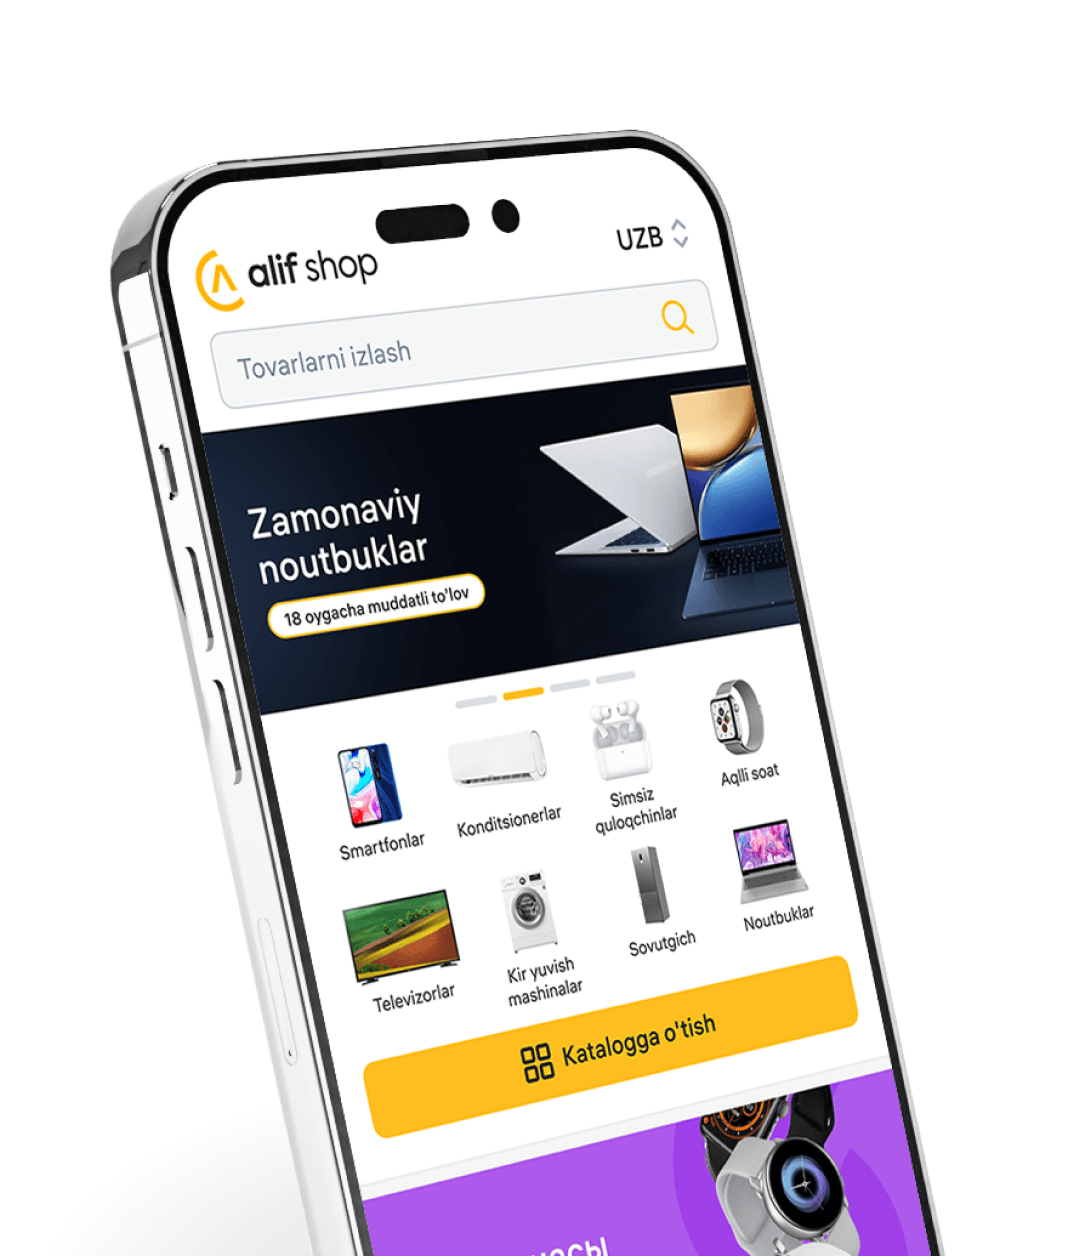 alif shop
UZB
Tovarlarni izlash
Zamonaviy
noutbuklar
18 oygacha muddatli to'lov
Smartfonlar
Konditsionerlar
Simsiz
quloqchinlar
Aqlli soat
Televizorlar
Kir yuvish
mashinalar
Sovutgich
Noutbuklar
Katalogga o'tish